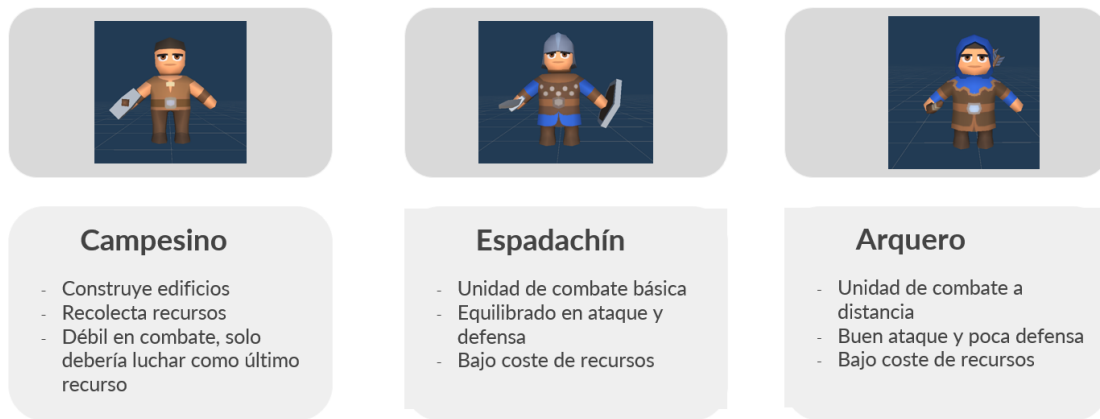 Campesino
- Construye edificios
- Recolecta recursos
- Débil en combate, solo
debería luchar como último
recurso
Espadachín
- Unidad de combate básica
- Equilibrado en ataque y
defensa
- Bajo coste de recursos
Arquero
- Unidad de combate a
distancia
- Buen ataque y poca defensa
- Bajo coste de recursos